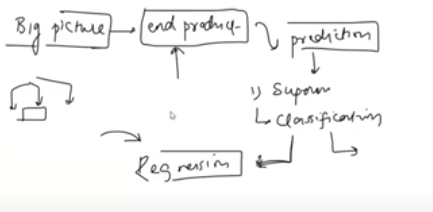 Big picture
end produc-
prediction
1) Superv
↳ Classification
Regression